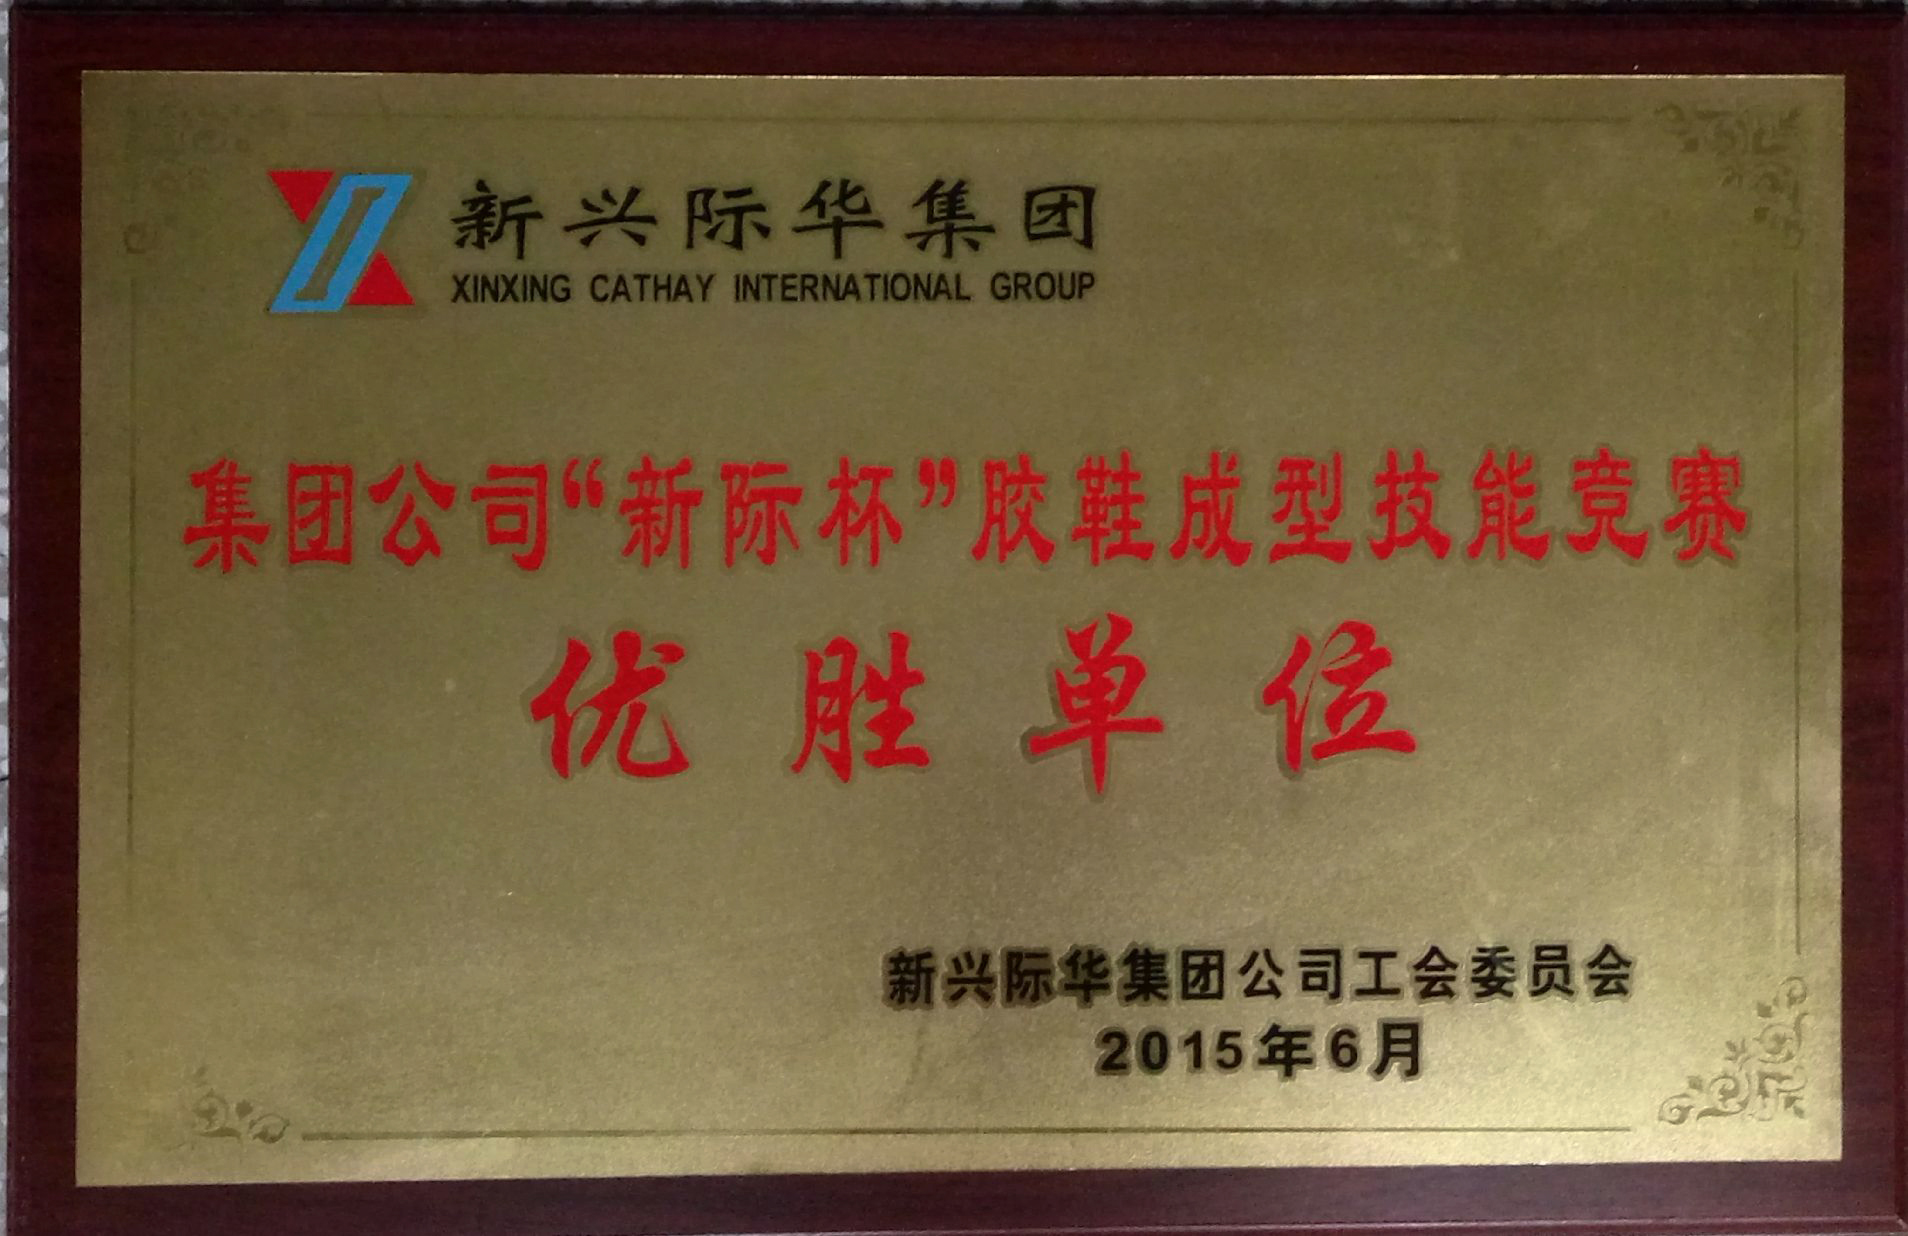 新兴际华集团
XINXING CATHAY INTERNATIONAL GROUP
集团公司“新际杯”胶鞋成型技能竞赛
优胜单位
新兴际华集团公司工会委员会
2015年6月